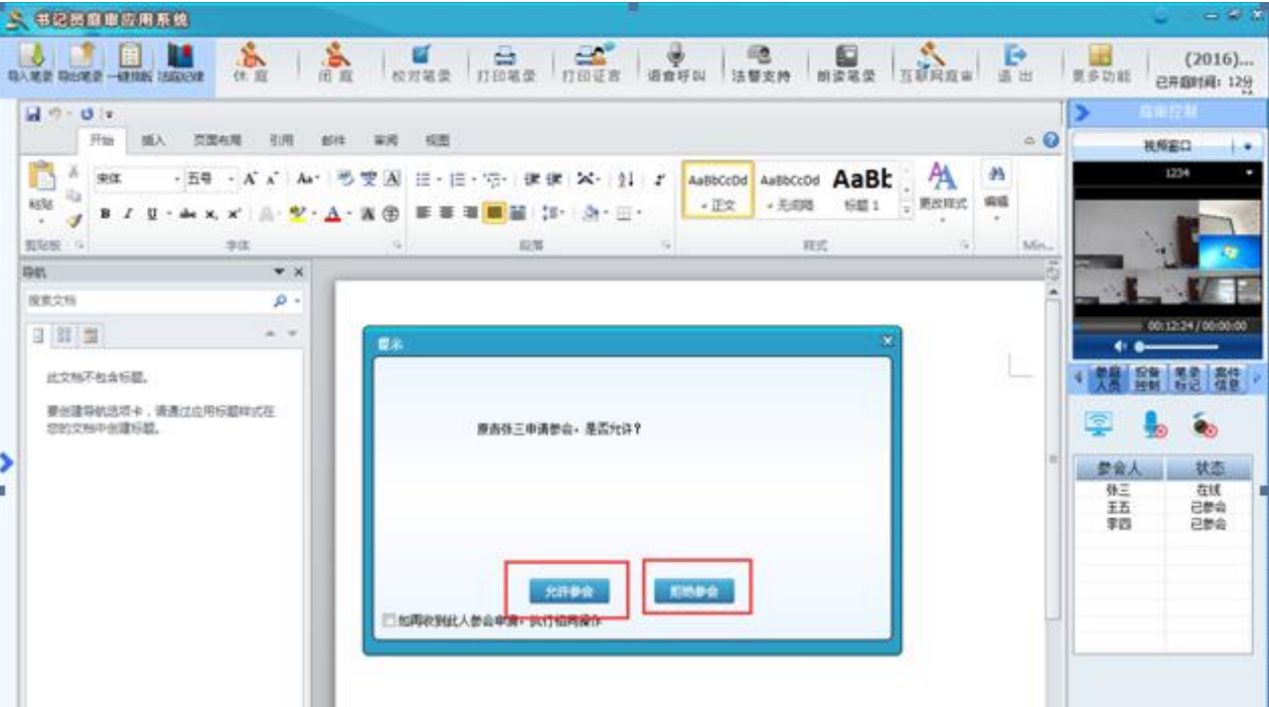 书记员庭审应用系统
导入笔录 导出笔录 一键排版 法庭纪律 休庭 闭庭 校对笔录 打印笔录 打印证言 语音呼叫 法警支持 朗读笔录 互联网庭审 退出 更多功能
(2016)...
已开庭时间：12分
开始 插入 页面布局 引用 邮件 审阅 视图
庭审控制
视频窗口
1234
宋体 五号
AaBbCcDd AaBbCcDd AaBb
粘贴 正文 无间隔 标题 1 更改样式 编辑
剪贴板 字体 段落 样式 Min...
导航
搜索文档
此文档不包含标题。
要创建导航选项卡，请通过应用标题样式在
您的文档中创建标题。
提示
原告张三申请参会，是否允许？
允许参会 拒绝参会
如再收到此人参会申请，执行相同操作
00:12:24 / 00:00:00
参庭人员 设备控制 笔录标记 案件信息
参会人 状态
张三 在线
王五 已参会
李四 已参会